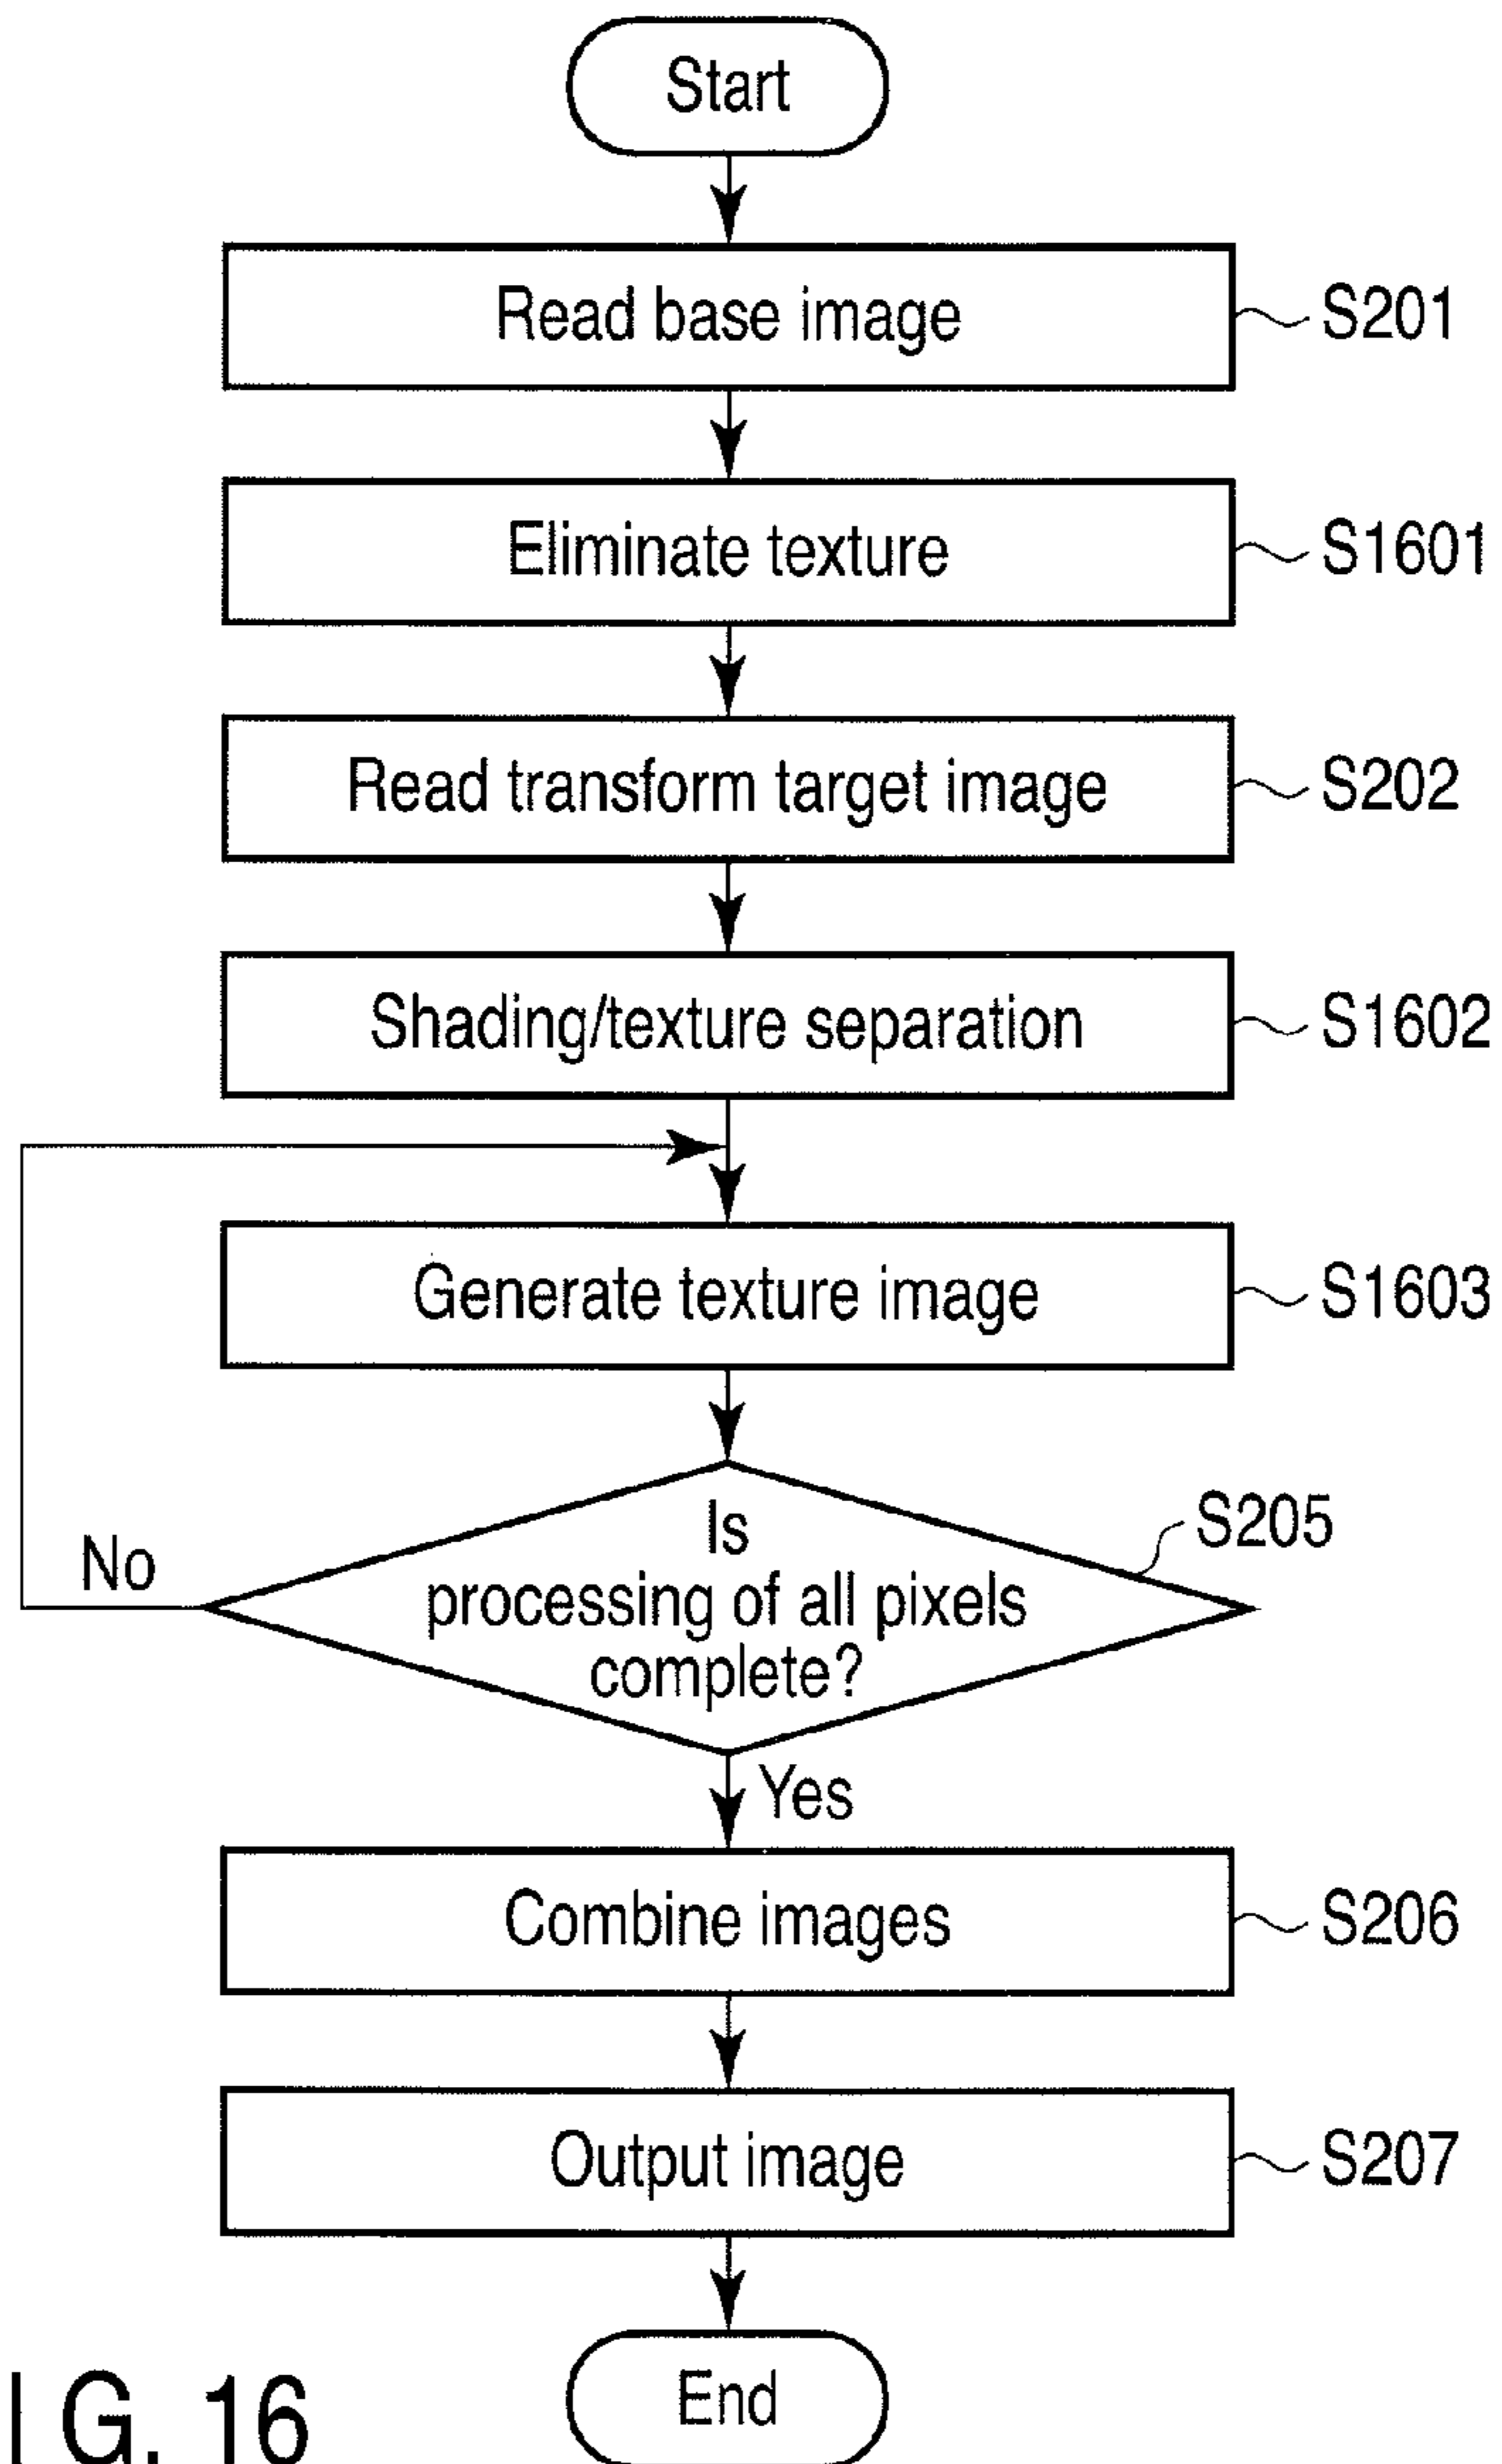 Start
Read base image
S201
Eliminate texture
S1601
Read transform target image
S202
Shading/texture separation
S1602
Generate texture image
S1603
Is
processing of all pixels
complete?
S205
No
Yes
Combine images
S206
Output image
S207
End
IG. 16